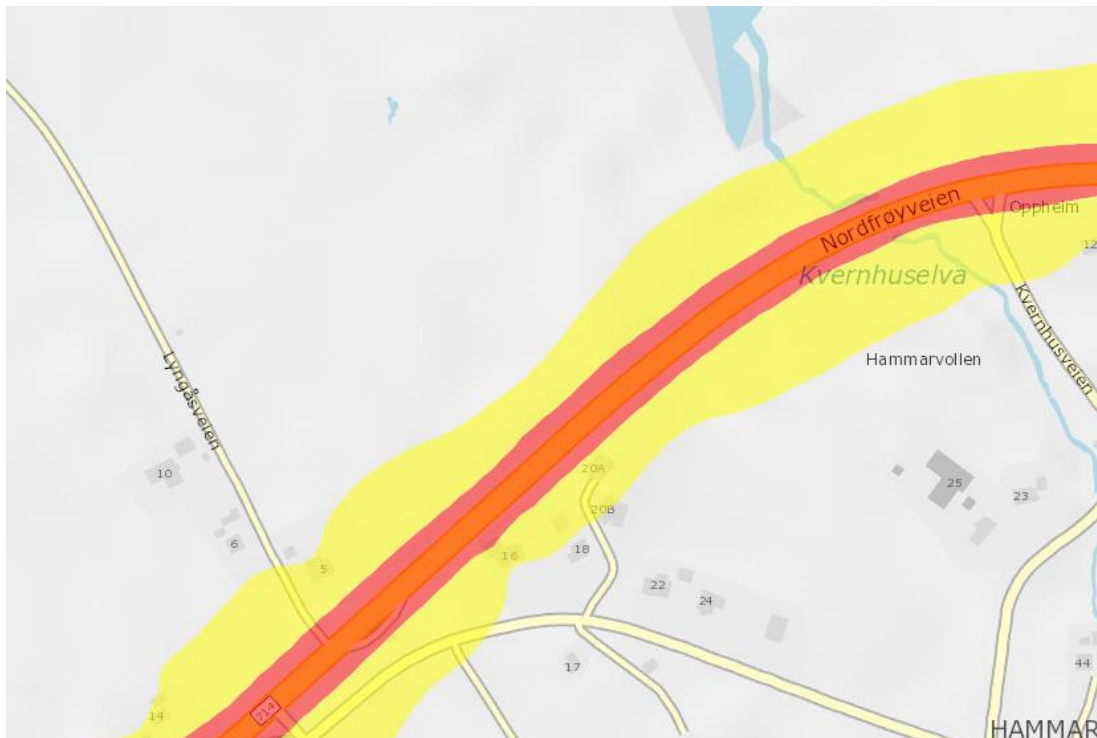 Nordfrøyveien
Oppheim
12
Kvernhuselva
Kvernhusveien
Hammarvollen
Lyngåsveien
10
20A
25
23
20B
6
5
16
18
22
24
17
44
14
714
HAMMAR